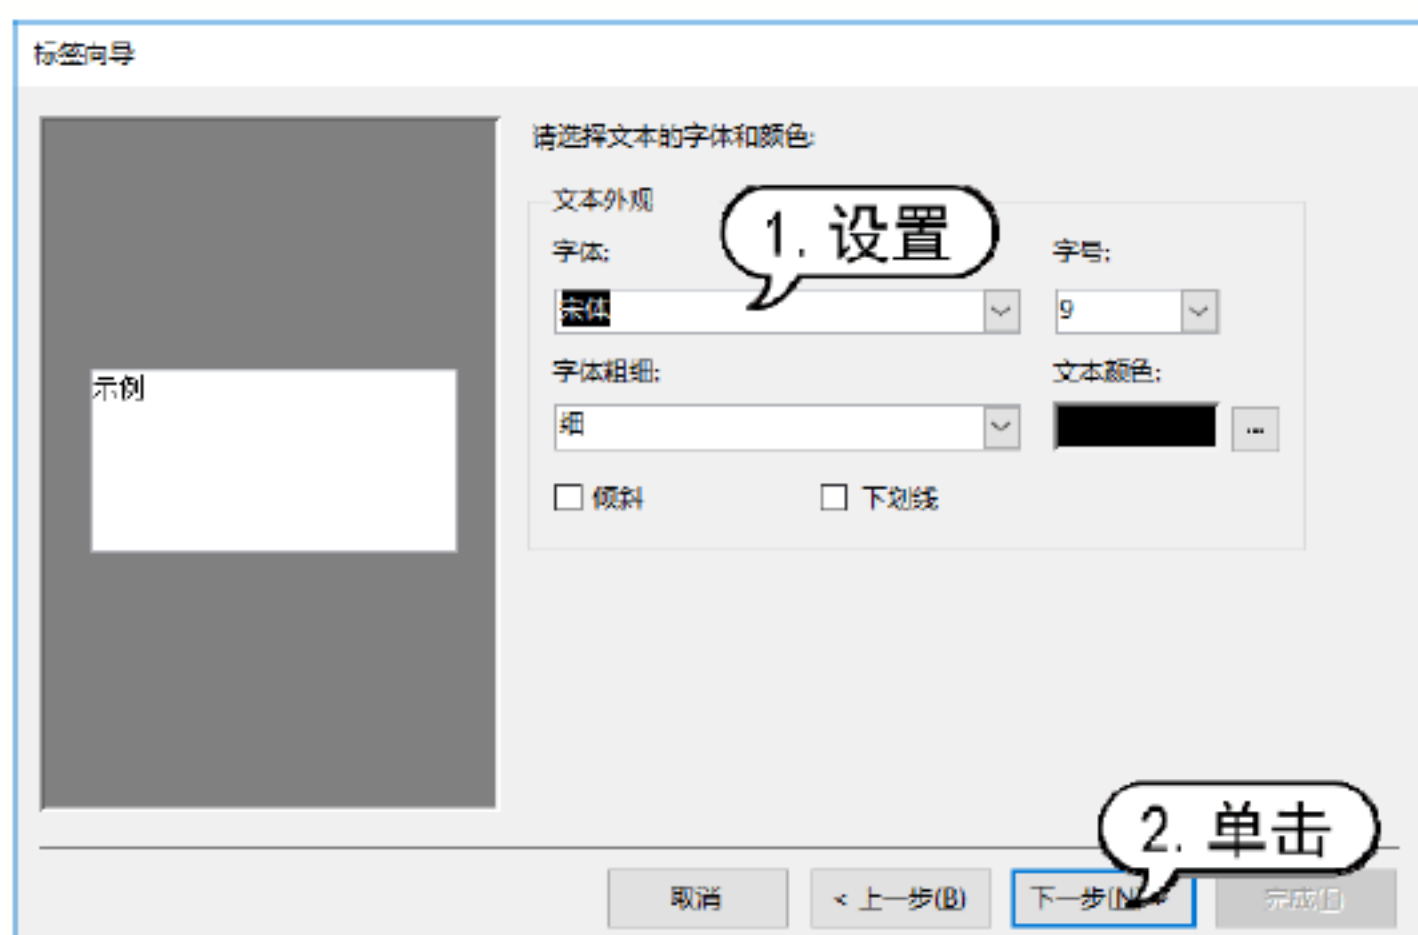 标签向导
请选择文本的字体和颜色:
文本外观
1. 设置
字体:
字号:
宋体
9
字体粗细:
文本颜色:
细
...
倾斜
下划线
示例
2. 单击
取消
< 上一步(B)
下一步(N) >
完成(F)